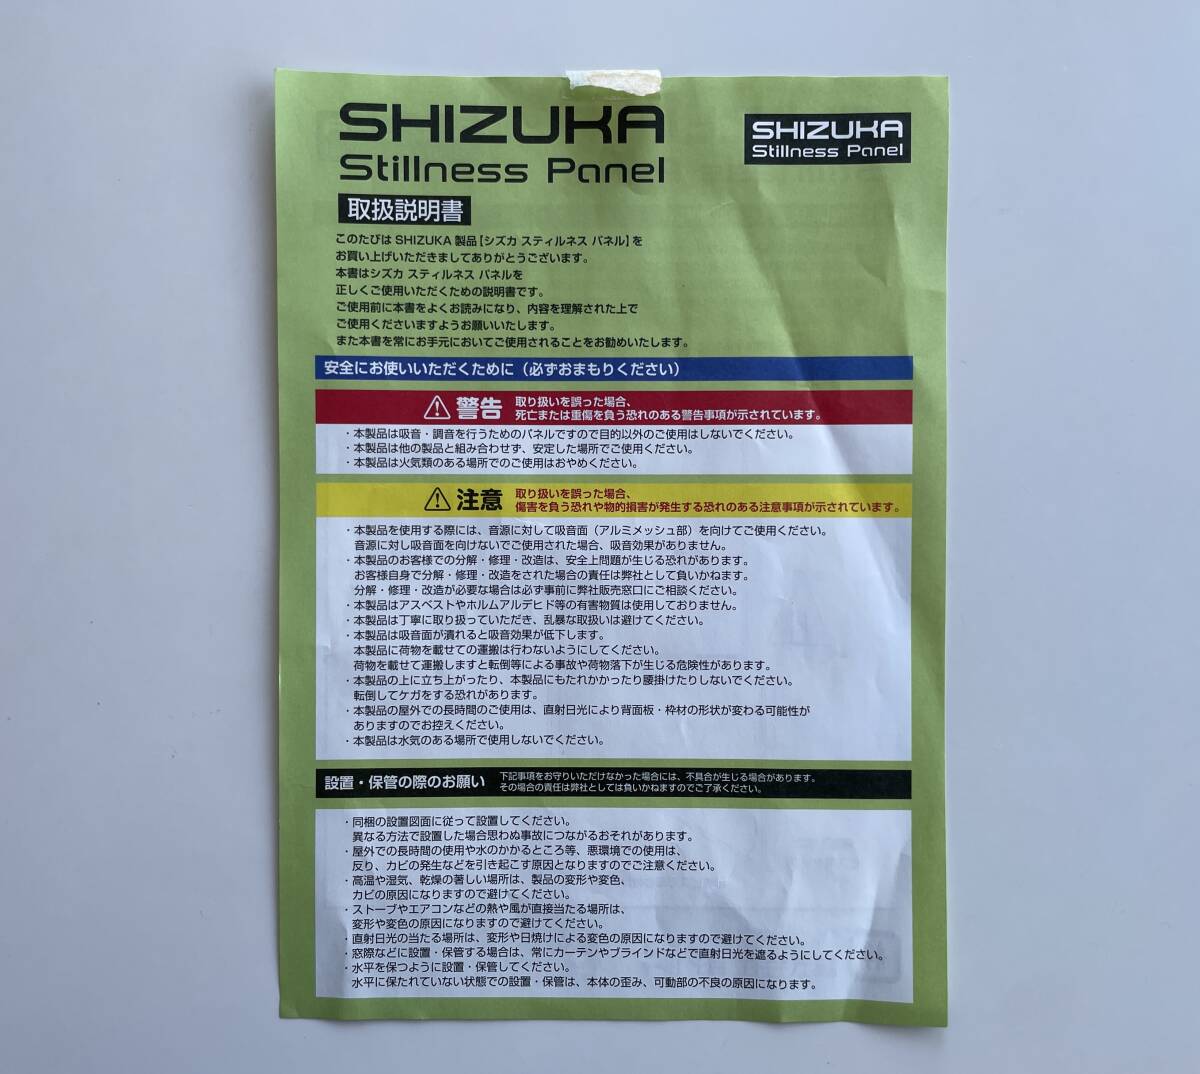 SHIZUKA
Stillness Panel
SHIZUKA
Stillness Panel
取扱説明書
このたびは SHIZUKA 製品【シズカ スティルネス パネル】を
お買い上げいただきましてありがとうございます。
本書はシズカ スティルネス パネルを
正しくご使用いただくための説明書です。
ご使用前に本書をよくお読みになり、内容を理解された上で
ご使用くださいますようお願いいたします。
また本書を常にお手元においてご使用されることをお勧めいたします。
安全にお使いいただくために（必ずおまもりください）
⚠ 警告
取り扱いを誤った場合、
死亡または重傷を負う恐れのある警告事項が示されています。
・本製品は吸音・調音を行うためのパネルですので目的以外のご使用はしないでください。
・本製品は他の製品と組み合わせず、安定した場所でご使用ください。
・本製品は火気類のある場所でのご使用はおやめください。
⚠ 注意
取り扱いを誤った場合、
傷害を負う恐れや物的損害が発生する恐れのある注意事項が示されています。
・本製品を使用する際には、音源に対して吸音面（アルミメッシュ部）を向けてご使用ください。
音源に対し吸音面を向けないでご使用された場合、吸音効果がありません。
・本製品のお客様での分解・修理・改造は、安全上問題が生じる恐れがあります。
お客様自身で分解・修理・改造をされた場合の責任は弊社として負いかねます。
分解・修理・改造が必要な場合は必ず事前に弊社販売窓口にご相談ください。
・本製品はアスベストやホルムアルデヒド等の有害物質は使用しておりません。
・本製品は丁寧に取り扱っていただき、乱暴な取扱いは避けてください。
・本製品は吸音面が潰れると吸音効果が低下します。
本製品に荷物を載せての運搬は行わないようにしてください。
荷物を載せて運搬しますと転倒等による事故や荷物落下が生じる危険性があります。
・本製品の上に立ち上がったり、本製品にもたれかかったり腰掛けたりしないでください。
転倒してケガをする恐れがあります。
・本製品の屋外での長時間のご使用は、直射日光により背面板・枠材の形状が変わる可能性が
ありますのでお控えください。
・本製品は水気のある場所で使用しないでください。
設置・保管の際のお願い
下記事項をお守りいただけなかった場合には、不具合が生じる場合があります。
その場合の責任は弊社としては負いかねますのでご了承ください。
・同梱の設置図面に従って設置してください。
異なる方法で設置した場合思わぬ事故につながるおそれがあります。
・屋外での長時間の使用や水のかかるところ等、悪環境での使用は、
反り、カビの発生などを引き起こす原因となりますのでご注意ください。
・高温や湿気、乾燥の著しい場所は、製品の変形や変色、
カビの原因になりますので避けてください。
・ストーブやエアコンなどの熱や風が直接当たる場所は、
変形や変色の原因になりますので避けてください。
・直射日光の当たる場所は、変形や日焼けによる変色の原因になりますので避けてください。
・窓際などに設置・保管する場合は、常にカーテンやブラインドなどで直射日光を遮るようにしてください。
・水平を保つように設置・保管してください。
水平に保たれていない状態での設置・保管は、本体の歪み、可動部の不良の原因になります。